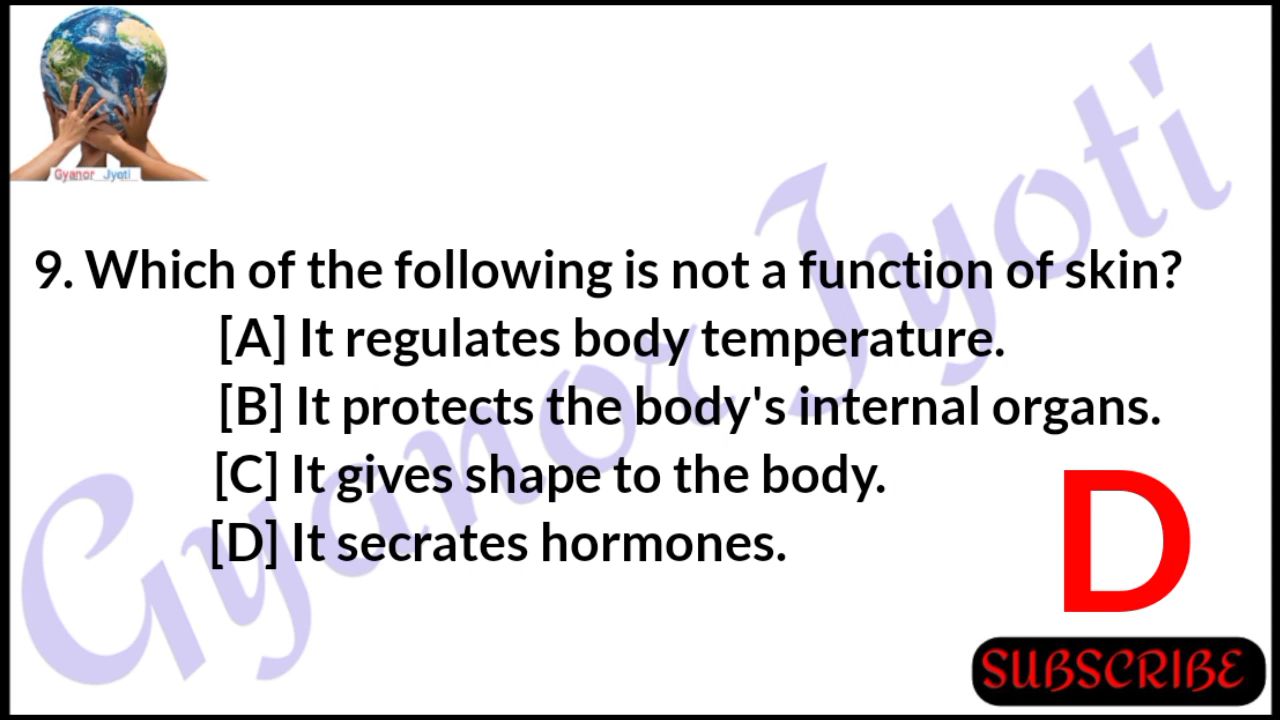 Gyanor Jyoti
Gyanor Jyoti
9. Which of the following is not a function of skin?
[A] It regulates body temperature.
[B] It protects the body's internal organs.
[C] It gives shape to the body.
[D] It secrates hormones.
D
SUBSCRIBE